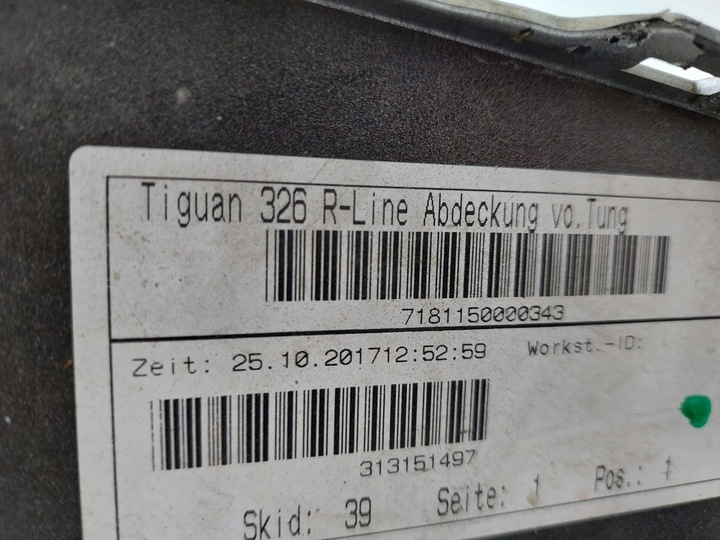 Tiguan 326 R-Line Abdeckung vo.Tung
7181150000343
Zeit: 25.10.201712:52:59 Workst.-ID:
313151497
Skid: 39 Seite: 1 Pos.: 1